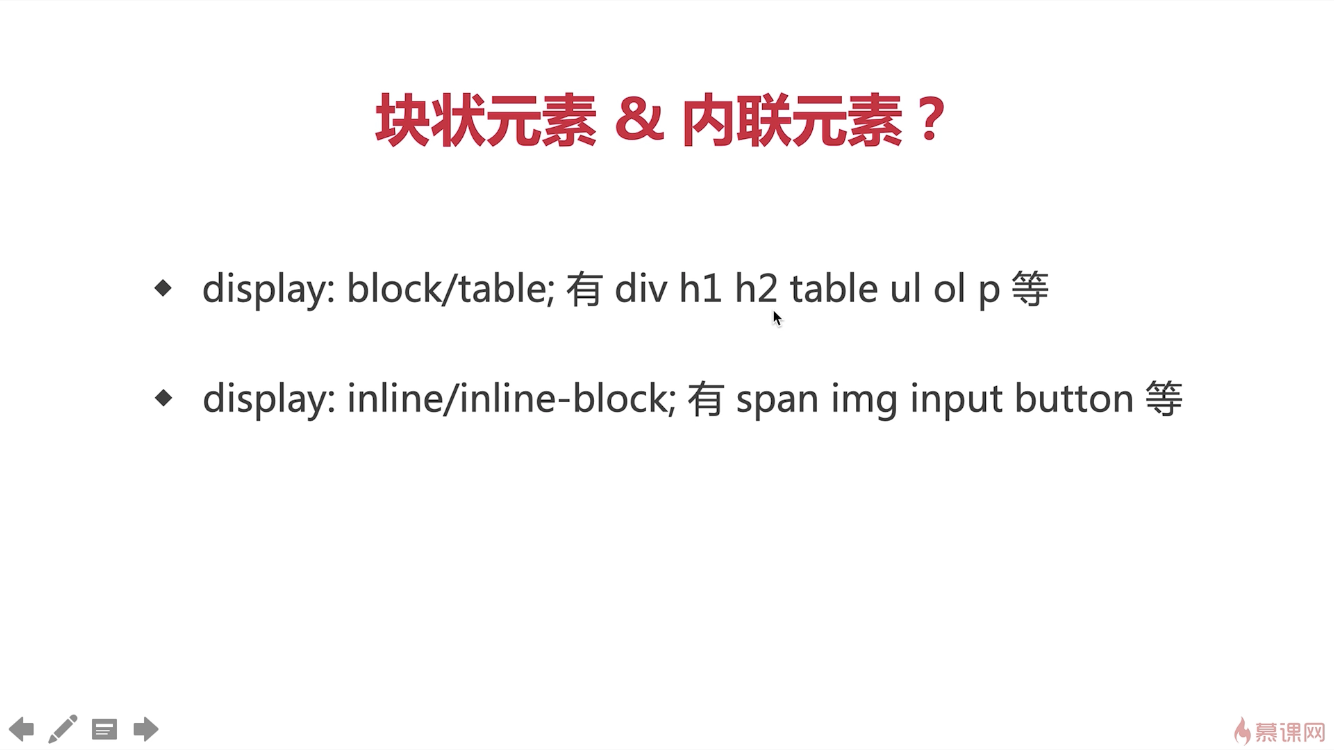 块状元素 & 内联元素？
display: block/table; 有 div h1 h2 table ul ol p 等
display: inline/inline-block; 有 span img input button 等
慕课网